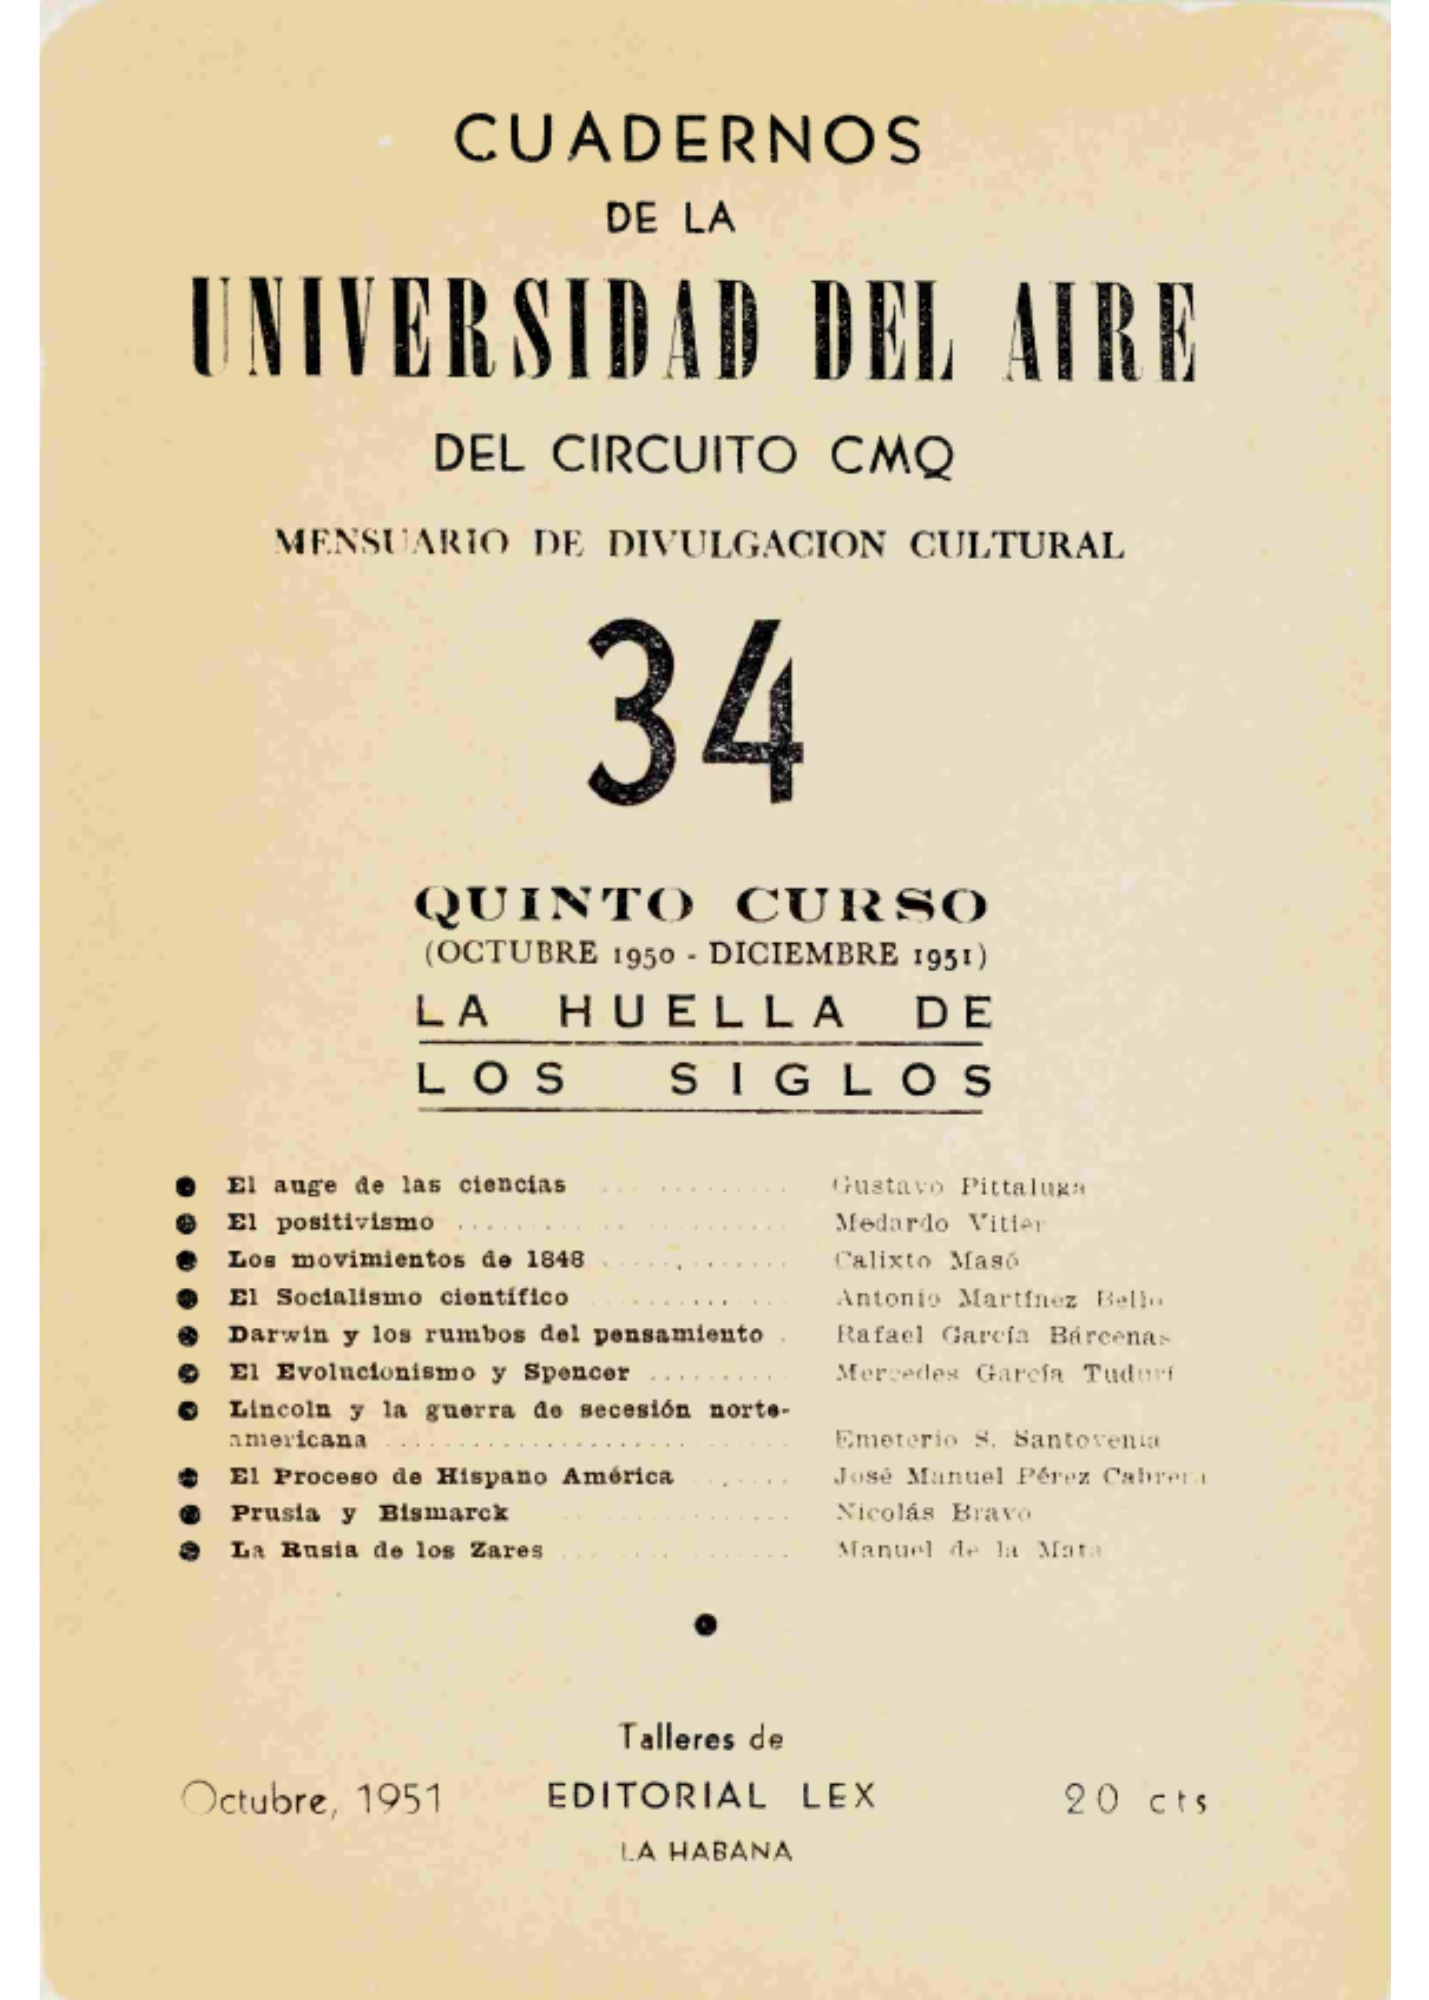 CUADERNOS
DE LA
UNIVERSIDAD DEL AIRE
DEL CIRCUITO CMQ
MENSUARIO DE DIVULGACION CULTURAL
34
QUINTO CURSO
(OCTUBRE 1950 - DICIEMBRE 1951)
LA HUELLA DE
LOS SIGLOS
El auge de las ciencias ............ Gustavo Pittaluga
El positivismo .................... Medardo Vitier
Los movimientos de 1848 ............ Calixto Masó
El Socialismo científico ............ Antonio Martínez Bello
Darwin y los rumbos del pensamiento . Rafael García Bárcenas
El Evolucionismo y Spencer .......... Mercedes García Tudurí
Lincoln y la guerra de secesión norte-
americana ........................ Emeterio S. Santovenia
El Proceso de Hispano América ...... José Manuel Pérez Cabrera
Prusia y Bismarck ................ Nicolás Bravo
La Rusia de los Zares .............. Manuel de la Mata
Talleres de
Octubre, 1951 EDITORIAL LEX 20 cts
LA HABANA